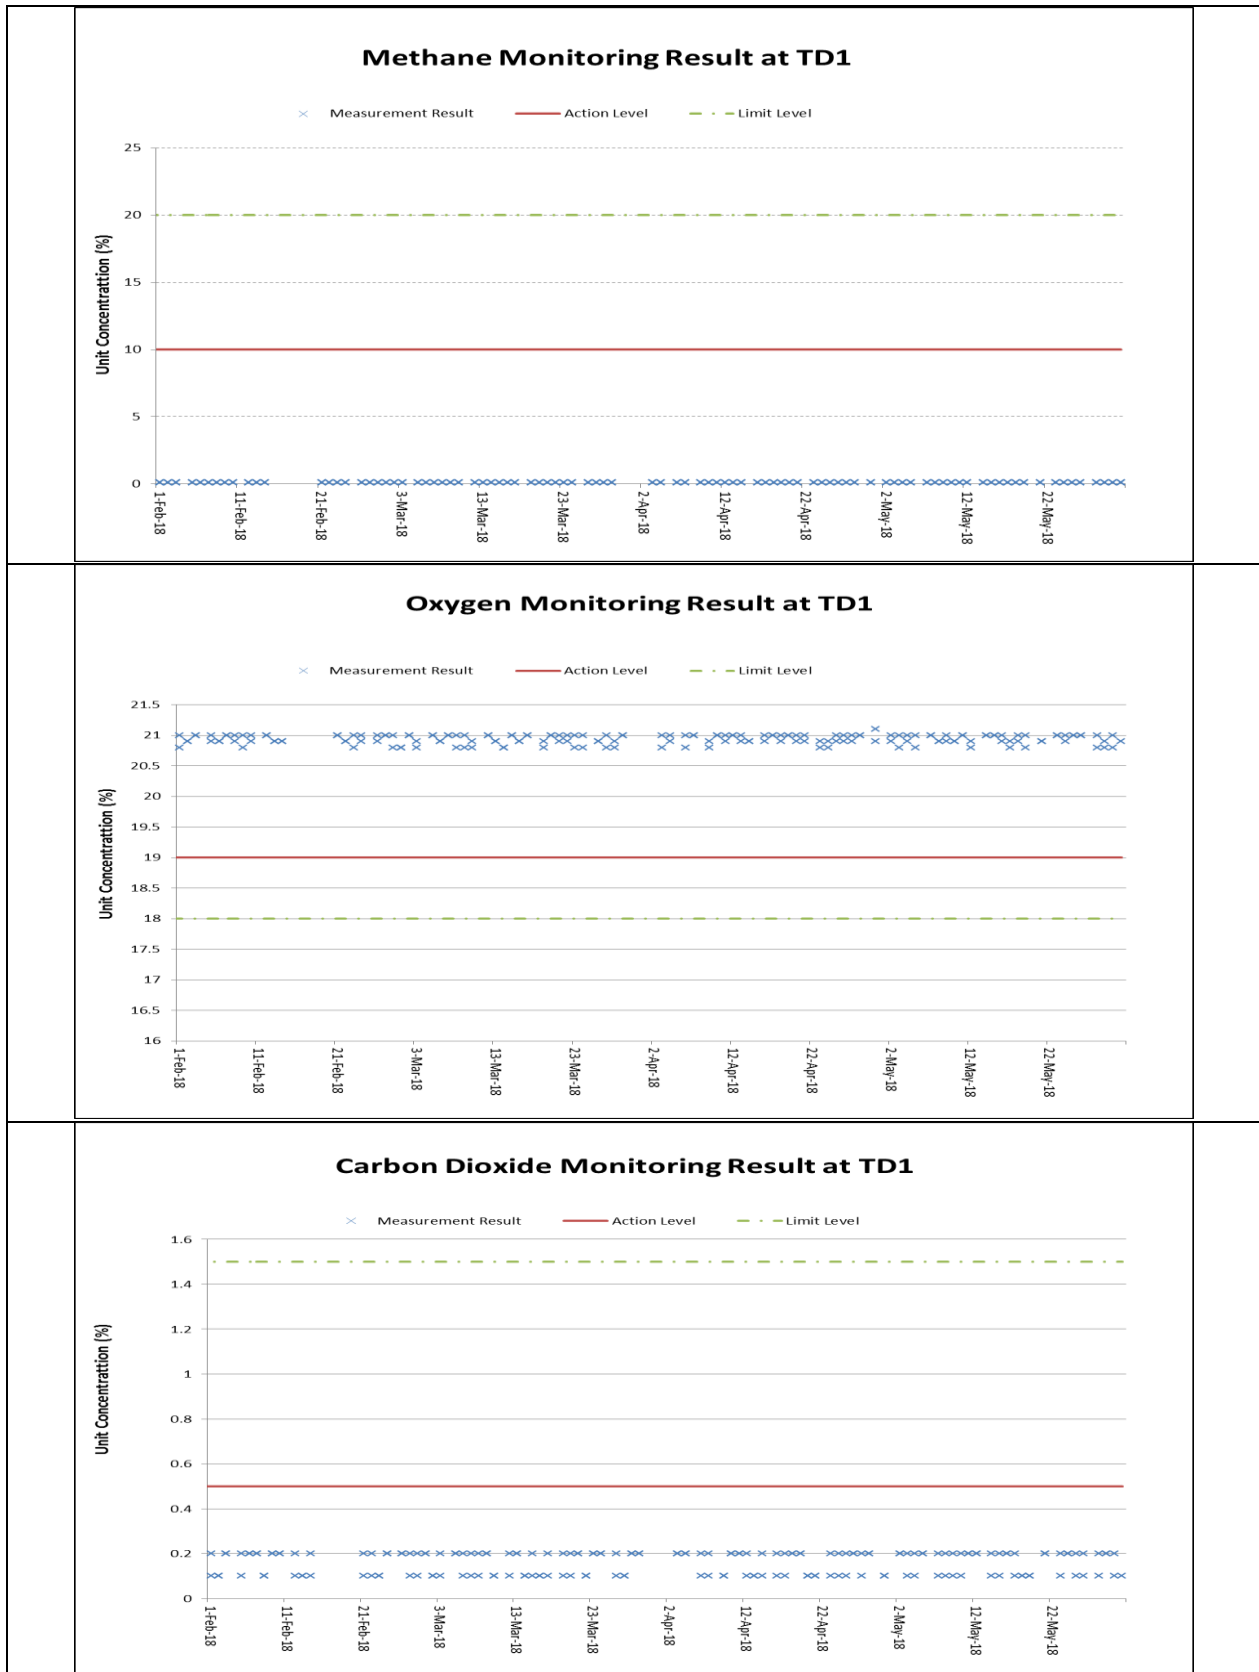 Methane Monitoring Result at TD1
Measurement Result Action Level Limit Level
Unit Concentrattion (%)
25
20
15
10
5
0
1-Feb-18 11-Feb-18 21-Feb-18 3-Mar-18 13-Mar-18 23-Mar-18 2-Apr-18 12-Apr-18 22-Apr-18 2-May-18 12-May-18 22-May-18
Oxygen Monitoring Result at TD1
Measurement Result Action Level Limit Level
Unit Concentrattion (%)
21.5
21
20.5
20
19.5
19
18.5
18
17.5
17
16.5
16
1-Feb-18 11-Feb-18 21-Feb-18 3-Mar-18 13-Mar-18 23-Mar-18 2-Apr-18 12-Apr-18 22-Apr-18 2-May-18 12-May-18 22-May-18
Carbon Dioxide Monitoring Result at TD1
Measurement Result Action Level Limit Level
Unit Concentrattion (%)
1.6
1.4
1.2
1
0.8
0.6
0.4
0.2
0
1-Feb-18 11-Feb-18 21-Feb-18 3-Mar-18 13-Mar-18 23-Mar-18 2-Apr-18 12-Apr-18 22-Apr-18 2-May-18 12-May-18 22-May-18